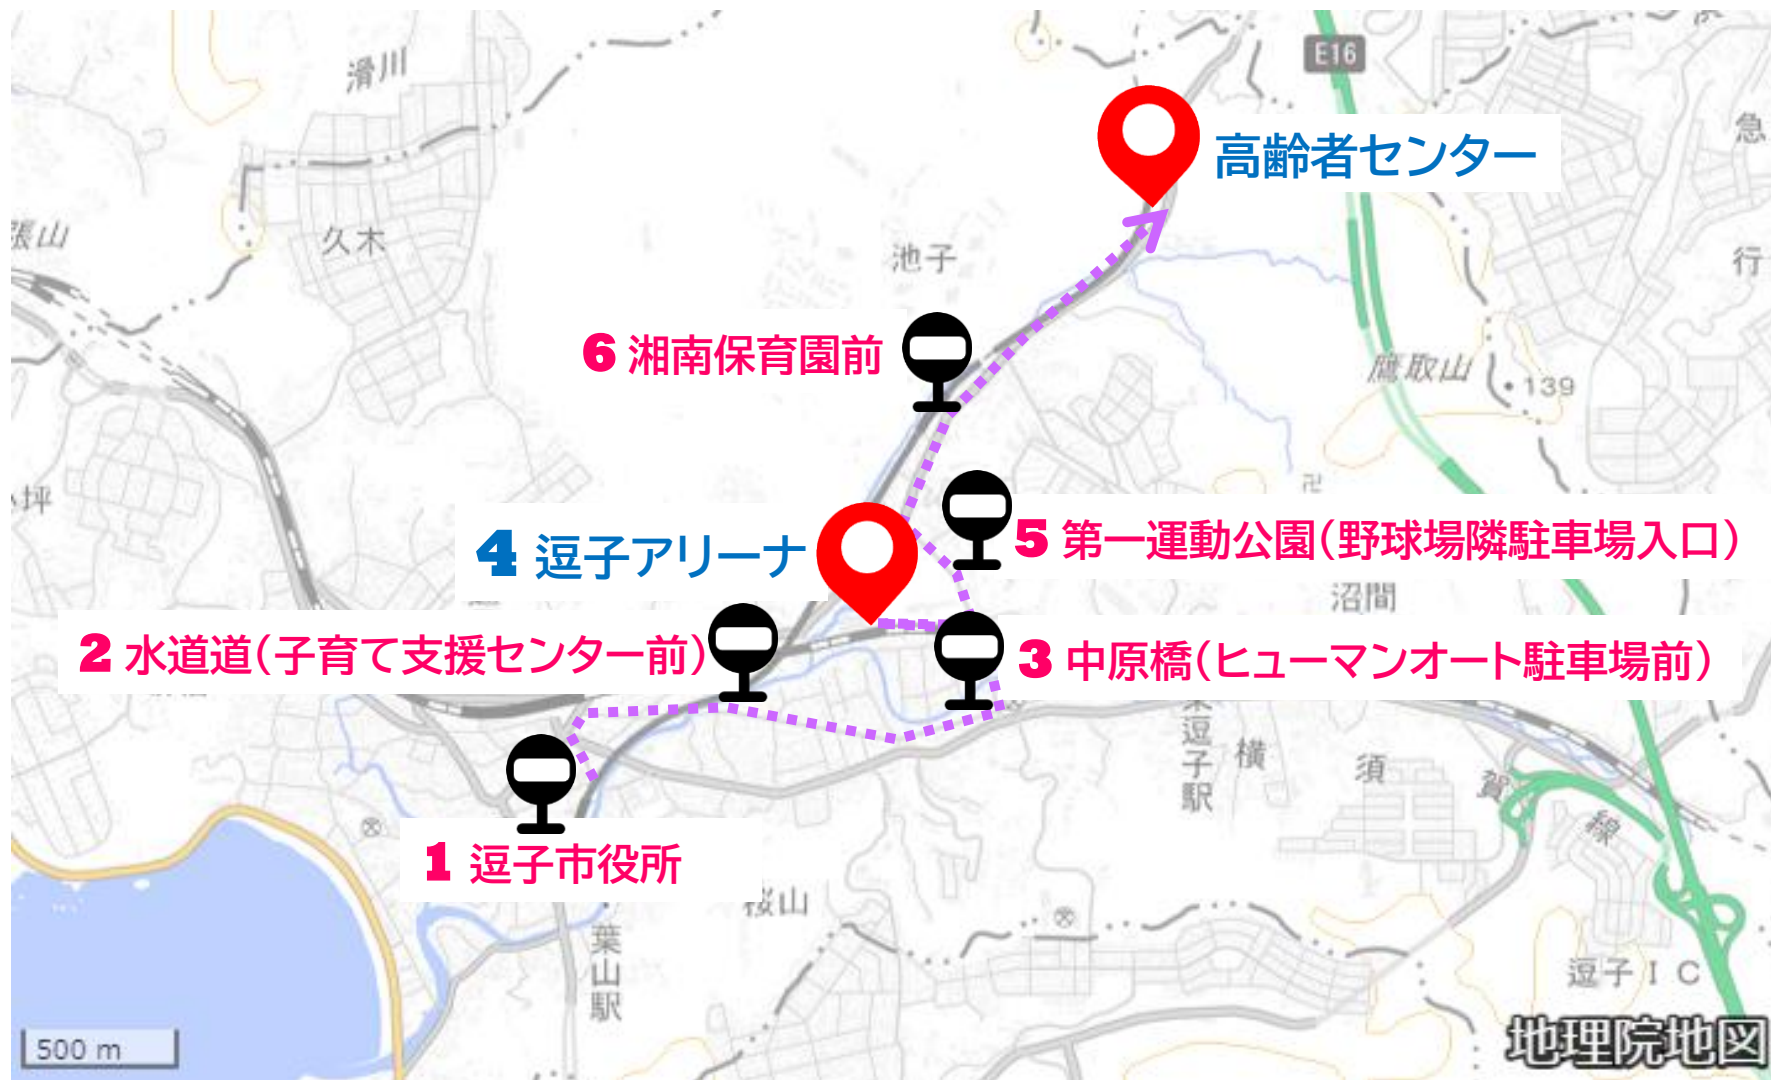 滑川
E16
急
高齢者センター
張山
久木
池子
行
6 湘南保育園前
鷹取山
139
坪
4 逗子アリーナ
5 第一運動公園(野球場隣駐車場入口)
沼間
2 水道道(子育て支援センター前)
3 中原橋(ヒューマンオート駐車場前)
東逗子駅
横須賀線
1 逗子市役所
桜山
葉山駅
逗子IC
500 m
地理院地図